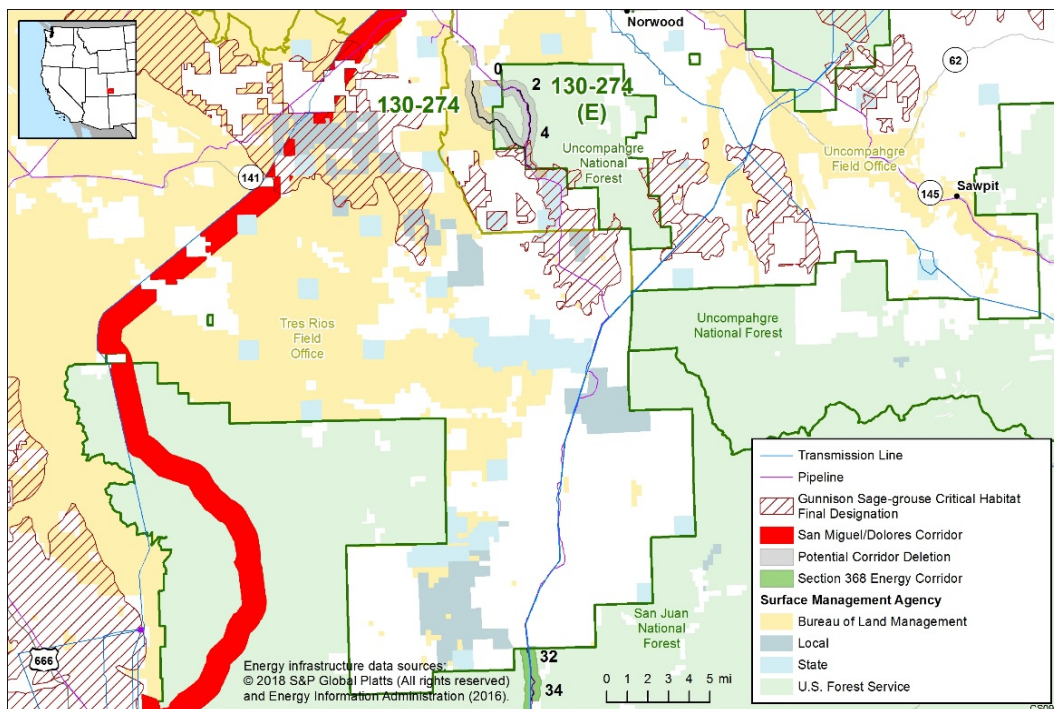 Norwood
62
0
2
130-274
130-274
(E)
4
Uncompahgre
National
Forest
Uncompahgre
Field Office
141
145
Sawpit
Tres Rios
Field
Office
Uncompahgre
National Forest
Transmission Line
Pipeline
Gunnison Sage-grouse Critical Habitat
Final Designation
San Miguel/Dolores Corridor
Potential Corridor Deletion
Section 368 Energy Corridor
Surface Management Agency
Bureau of Land Management
Local
State
U.S. Forest Service
San Juan
National
Forest
666
32
34
Energy infrastructure data sources:
© 2018 S&P Global Platts (All rights reserved)
and Energy Information Administration (2016).
0 1 2 3 4 5 mi